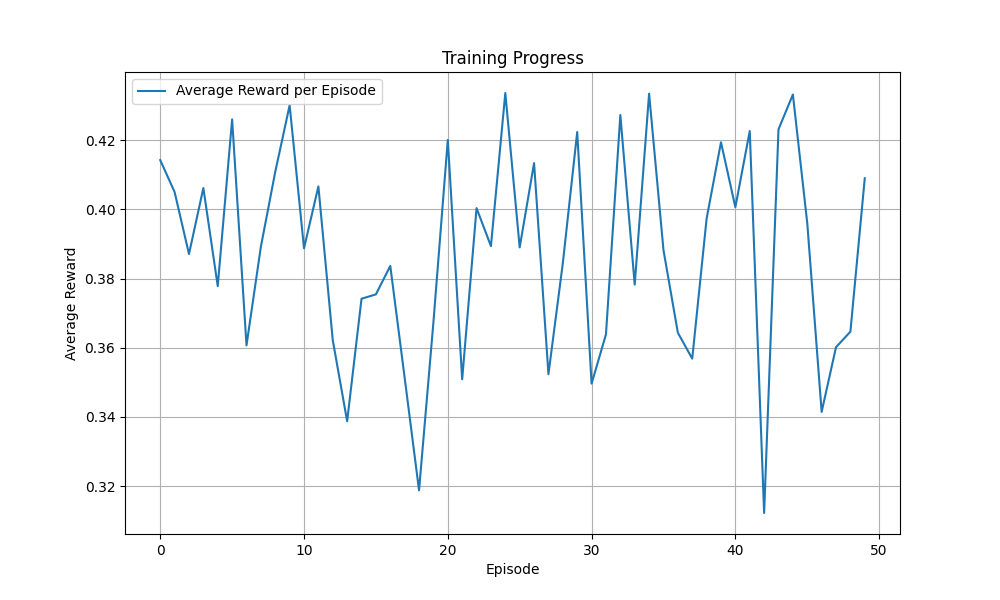 Training Progress
Average Reward per Episode
Average Reward
0.42
0.40
0.38
0.36
0.34
0.32
0 10 20 30 40 50
Episode